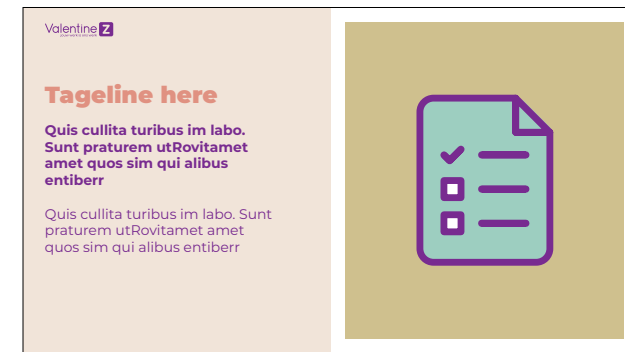 Valentine Z
Tageline here
Quis cullita turibus im labo.
Sunt praturem utRovitamet
amet quos sim qui alibus
entiberr
Quis cullita turibus im labo. Sunt
praturem utRovitamet amet
quos sim qui alibus entiberr